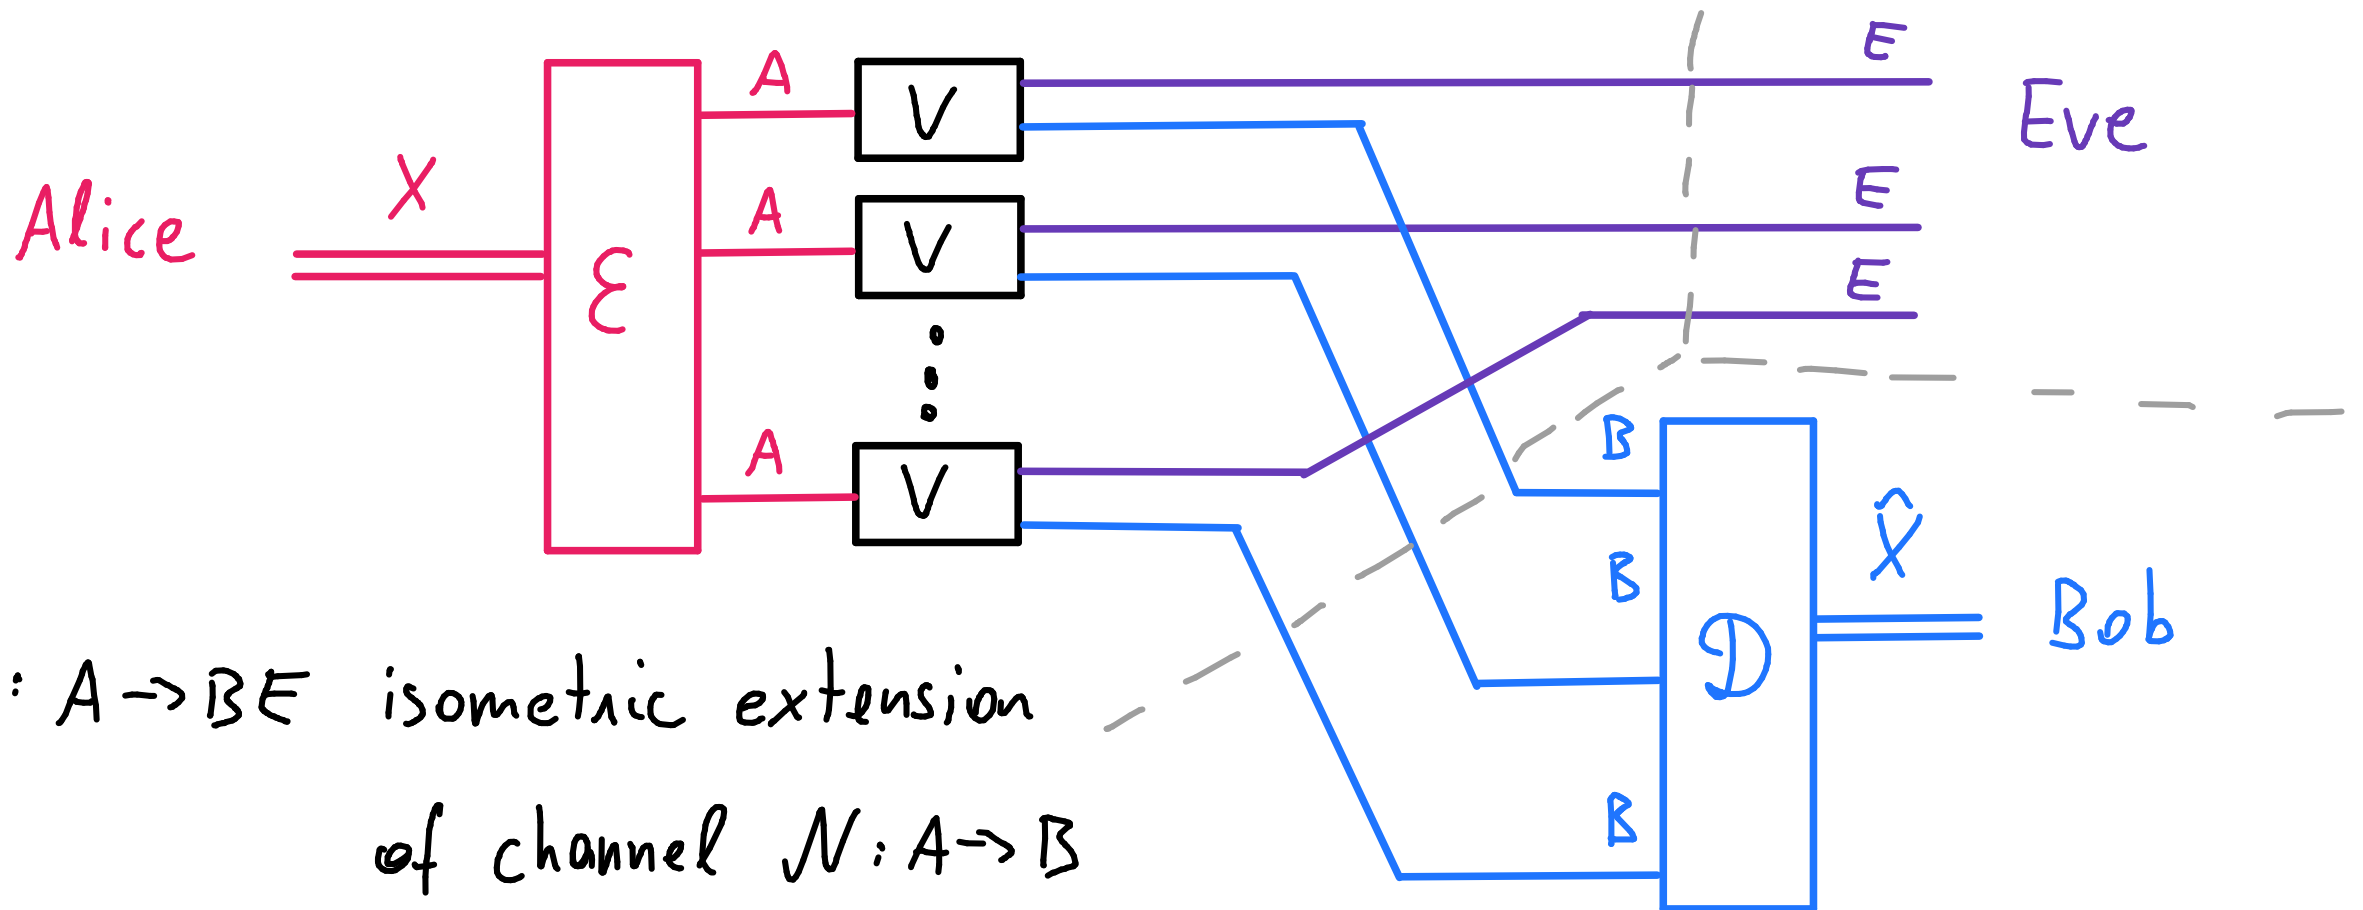 E
A
V
Eve
X
Alice
A
V
E
ε
E
A
V
B
X̂
B
D
Bob
: A → BE isometric extension
B
of channel N : A → B